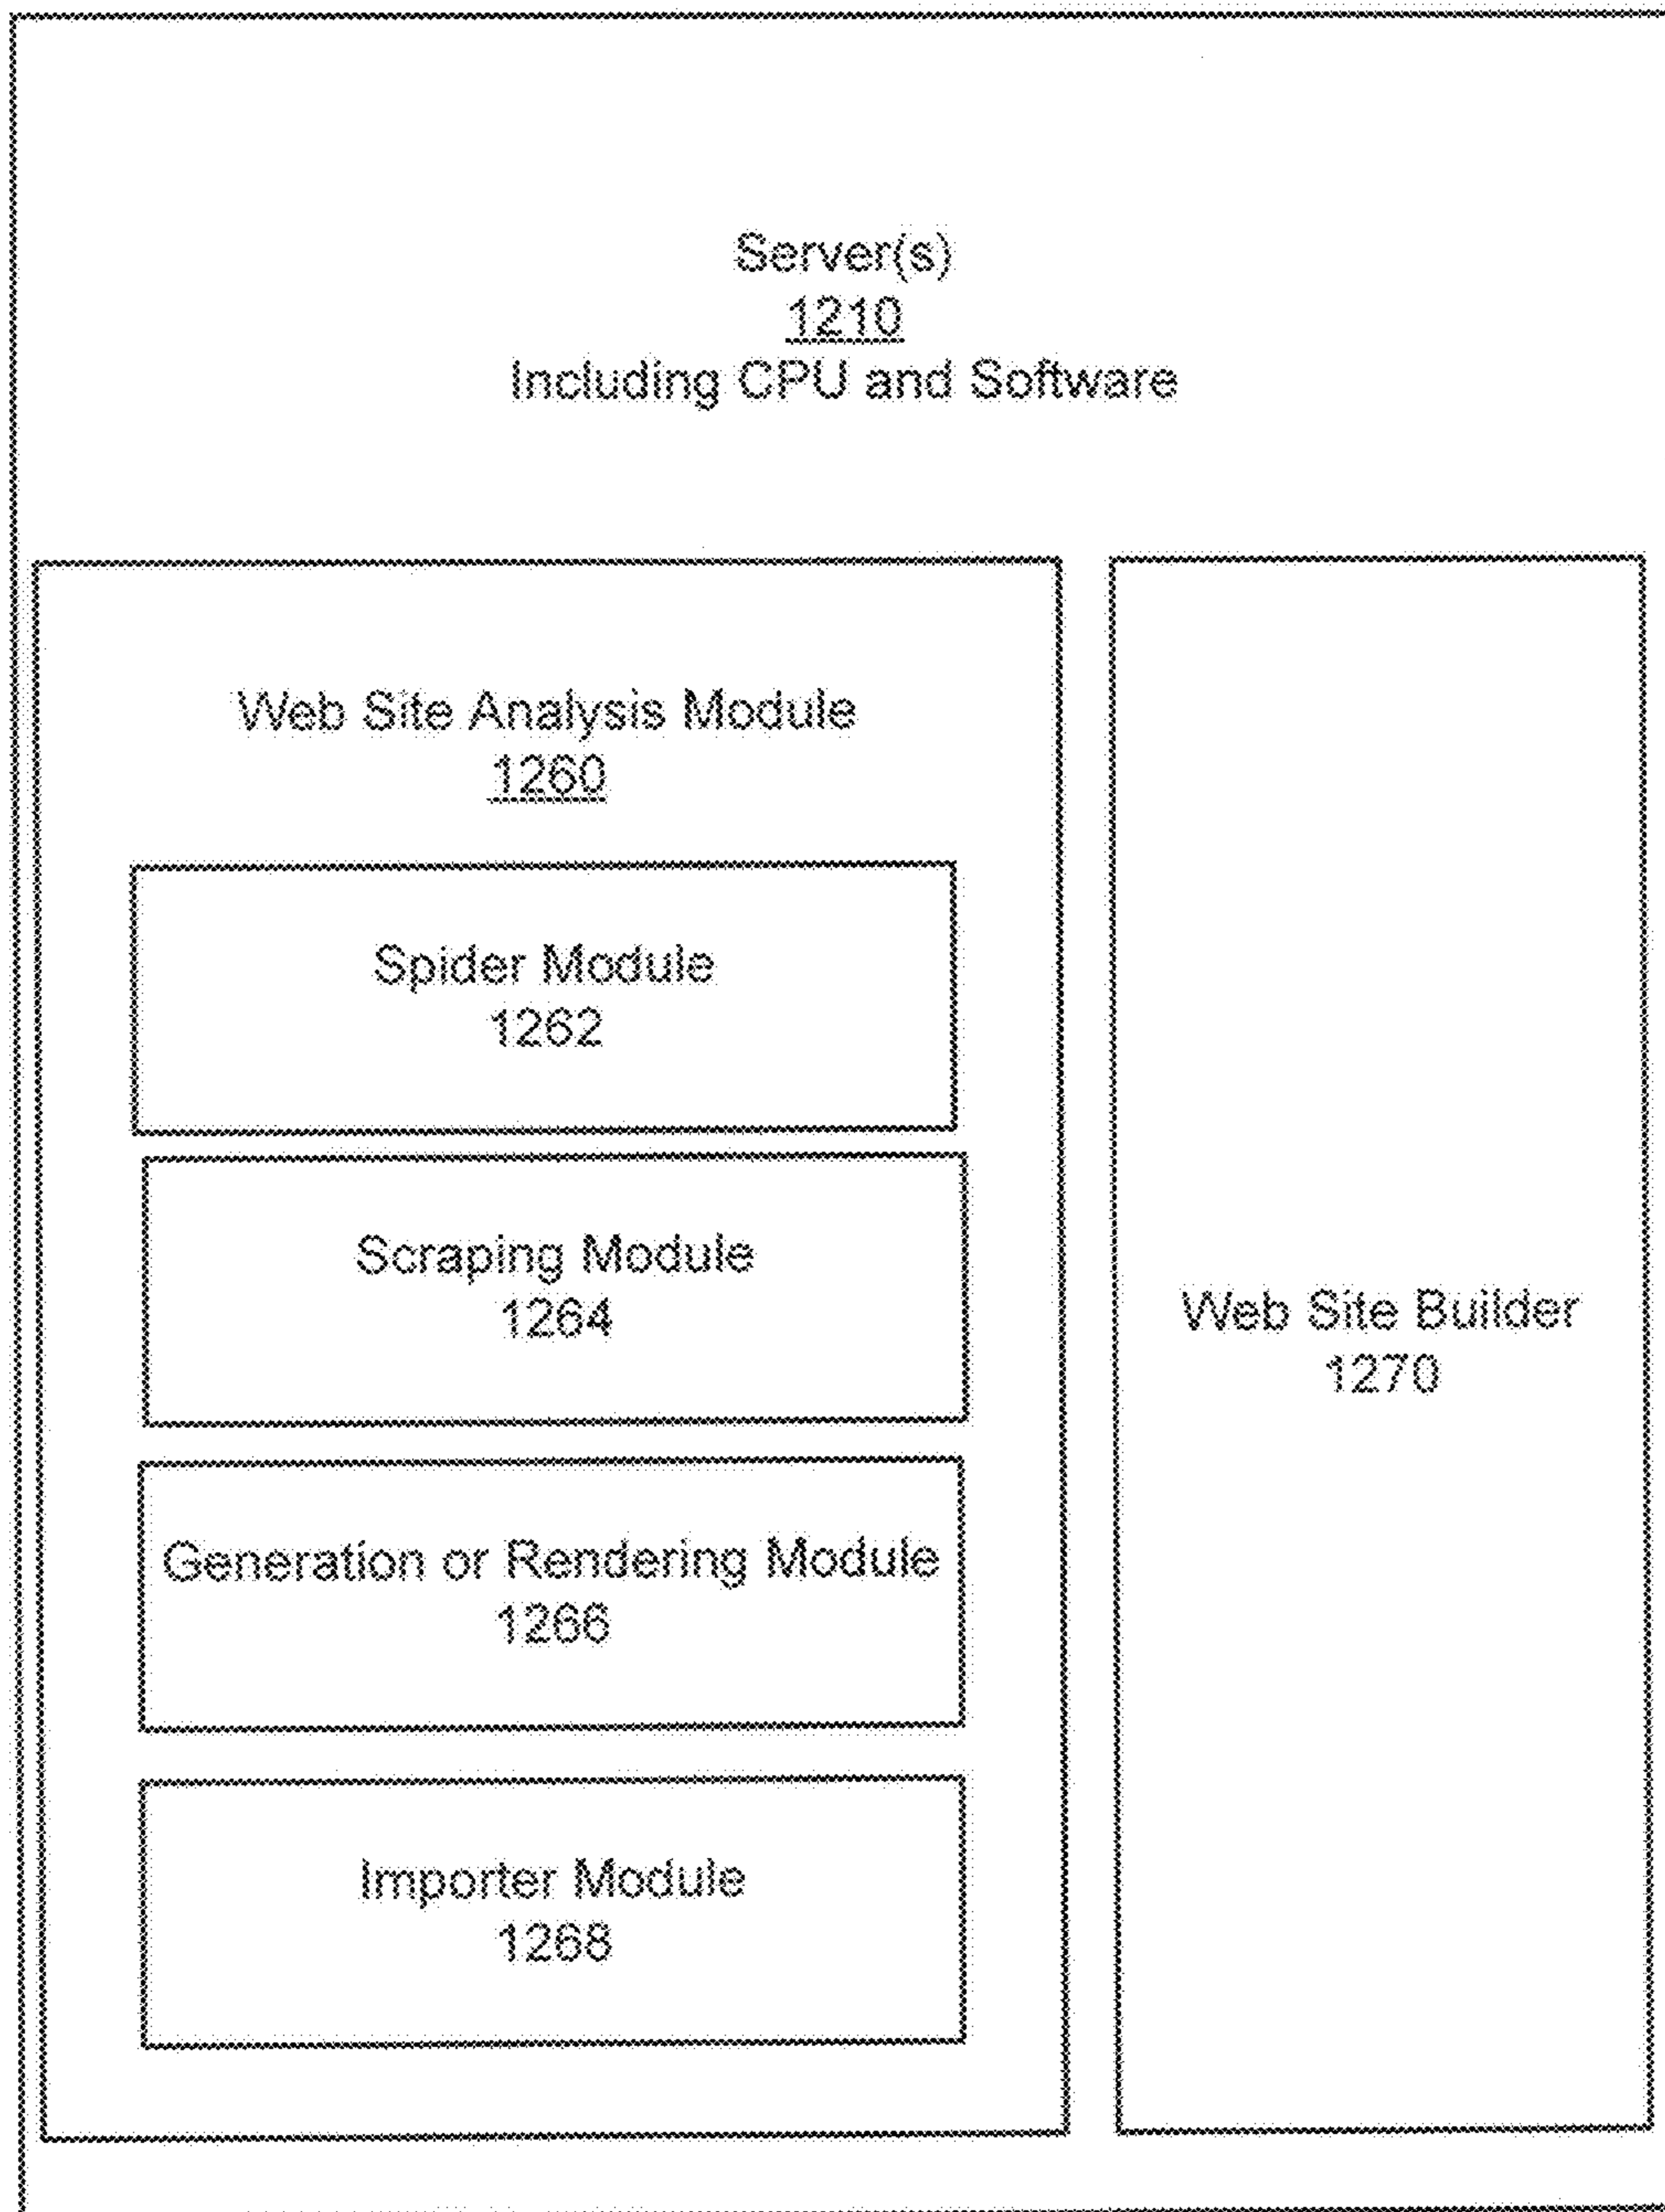 Server(s)
1210
Including CPU and Software
Web Site Analysis Module
1260
Spider Module
1262
Scraping Module
1264
Generation or Rendering Module
1266
Importer Module
1268
Web Site Builder
1270